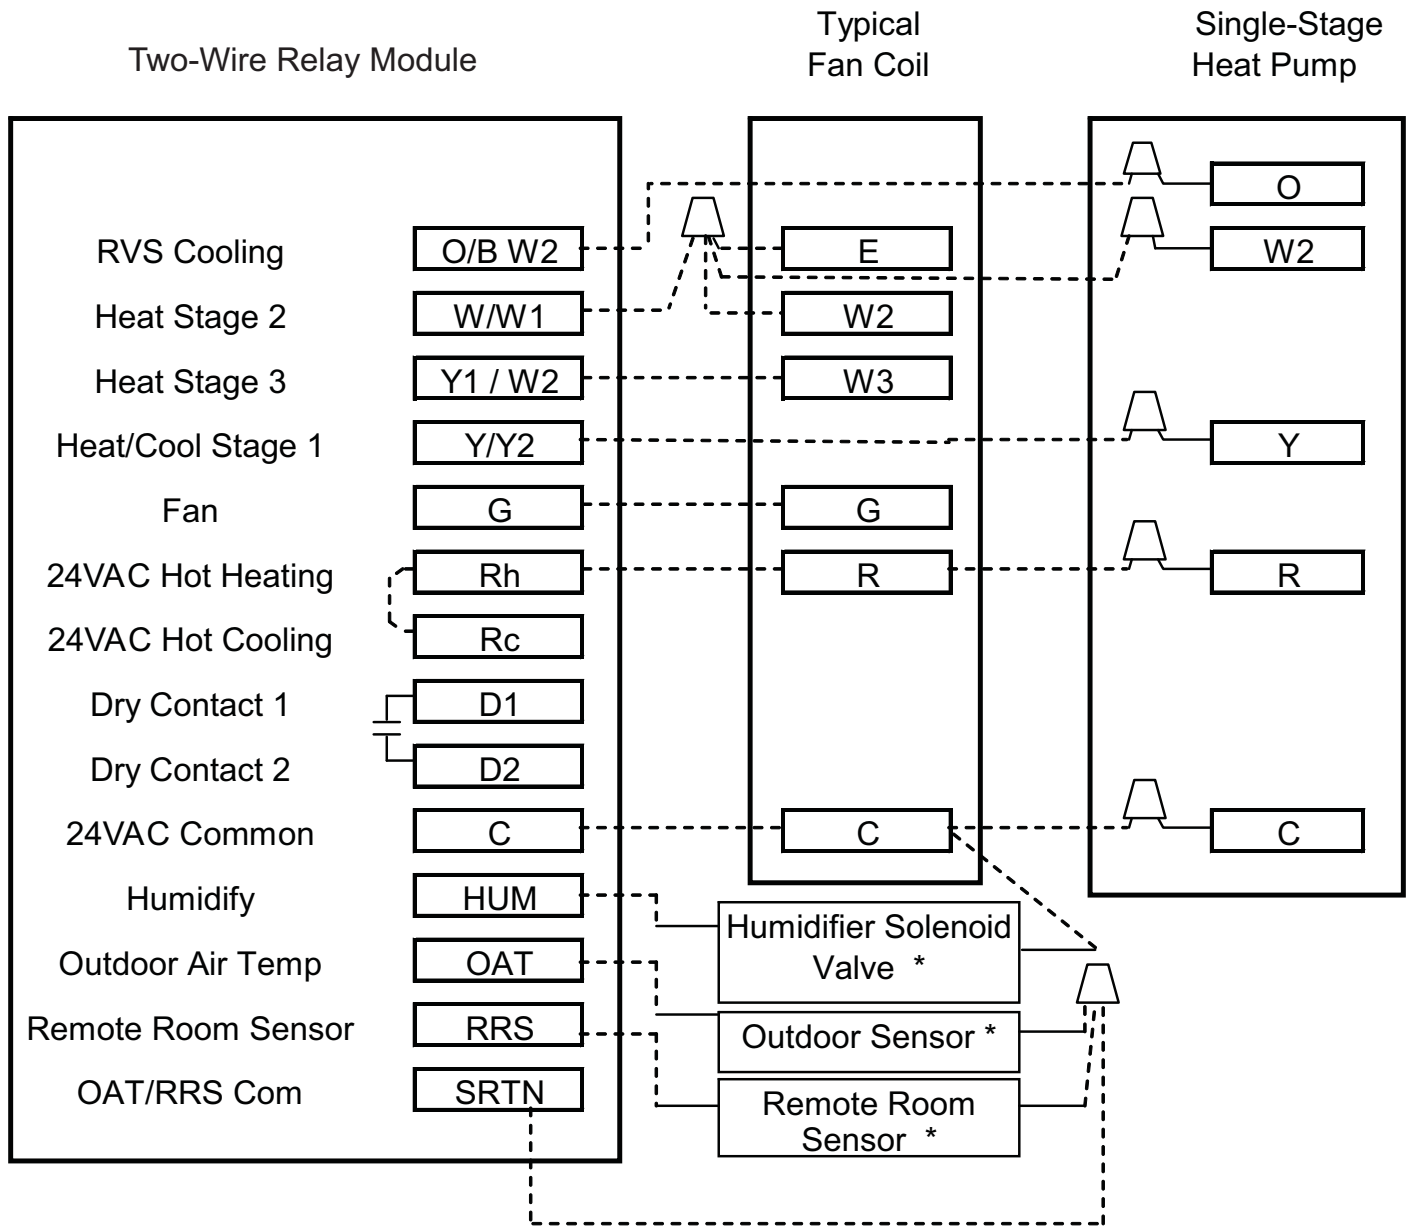 Two-Wire Relay Module
Typical
Fan Coil
Single-Stage
Heat Pump
O
RVS Cooling O/B W2 E W2
Heat Stage 2 W/W1 W2
Heat Stage 3 Y1 / W2 W3
Heat/Cool Stage 1 Y/Y2 Y
Fan G G
24VAC Hot Heating Rh R R
24VAC Hot Cooling Rc
Dry Contact 1 D1
Dry Contact 2 D2
24VAC Common C C C
Humidify HUM
Humidifier Solenoid
Valve *
Outdoor Air Temp OAT
Outdoor Sensor *
Remote Room Sensor RRS
Remote Room
Sensor *
OAT/RRS Com SRTN